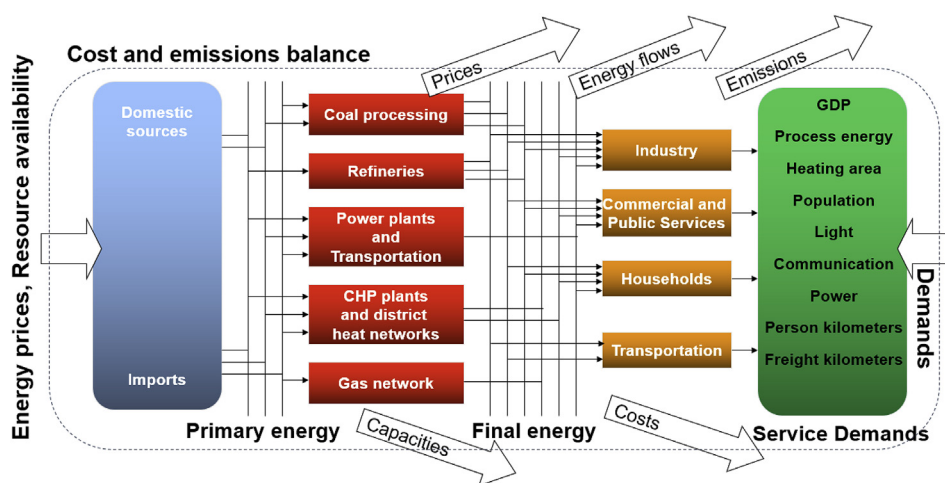 Cost and emissions balance
Prices
Energy flows
Emissions
Energy prices, Resource availability
Domestic
sources
Imports
Coal processing
Refineries
Power plants
and
Transportation
CHP plants
and district
heat networks
Gas network
Industry
Commercial and
Public Services
Households
Transportation
GDP
Process energy
Heating area
Population
Light
Communication
Power
Person kilometers
Freight kilometers
Demands
Primary energy
Capacities
Final energy
Costs
Service Demands